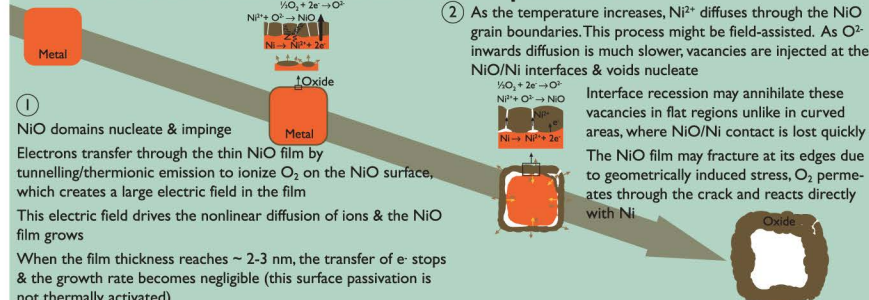 Metal
½O₂ + 2e⁻→O²⁻
Ni²⁺ + O²⁻ → NiO
Ni → Ni²⁺+ 2e⁻
Oxide
Metal
1
NiO domains nucleate & impinge
Electrons transfer through the thin NiO film by
tunnelling/thermionic emission to ionize O₂ on the NiO surface,
which creates a large electric field in the film
This electric field drives the nonlinear diffusion of ions & the NiO
film grows
When the film thickness reaches ~ 2-3 nm, the transfer of e⁻ stops
& the growth rate becomes negligible (this surface passivation is
not thermally activated)
2 As the temperature increases, Ni²⁺ diffuses through the NiO
grain boundaries. This process might be field-assisted. As O²⁻
inwards diffusion is much slower, vacancies are injected at the
NiO/Ni interfaces & voids nucleate
½O₂ + 2e⁻ →O²⁻
Ni²⁺+ O²⁻ → NiO
Ni²⁺
e⁻
Ni → Ni²⁺+ 2e⁻
Interface recession may annihilate these
vacancies in flat regions unlike in curved
areas, where NiO/Ni contact is lost quickly
The NiO film may fracture at its edges due
to geometrically induced stress, O₂ perme-
ates through the crack and reacts directly
with Ni
Oxide